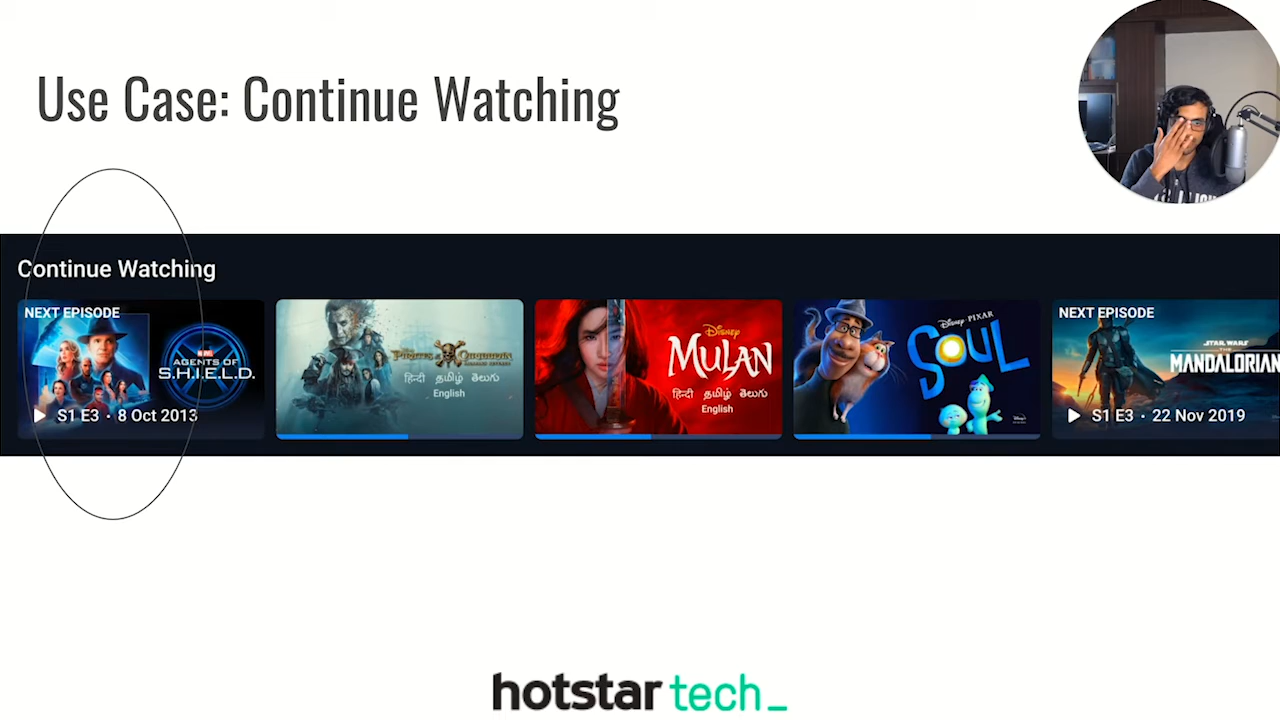 Use Case: Continue Watching
Continue Watching
NEXT EPISODE
AGENTS OF
S.H.I.E.L.D.
S1 E3 · 8 Oct 2013
हिन्दी தமிழ் తెలుగు
English
Disney
MULAN
हिन्दी தமிழ் తెలుగు
English
Disney · PIXAR
SOUL
NEXT EPISODE
STAR WARS
THE
MANDALORIAN
S1 E3 · 22 Nov 2019
hotstar tech_